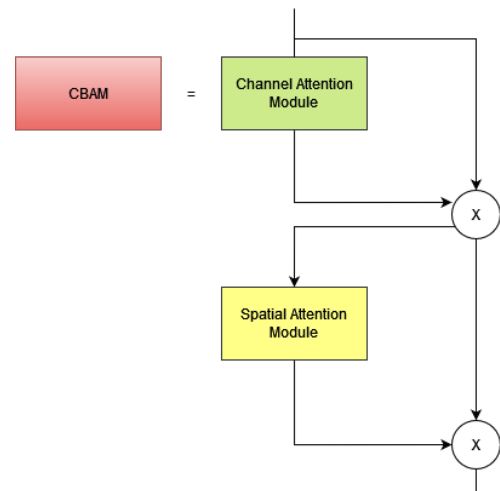 CBAM
=
Channel Attention
Module
X
Spatial Attention
Module
X